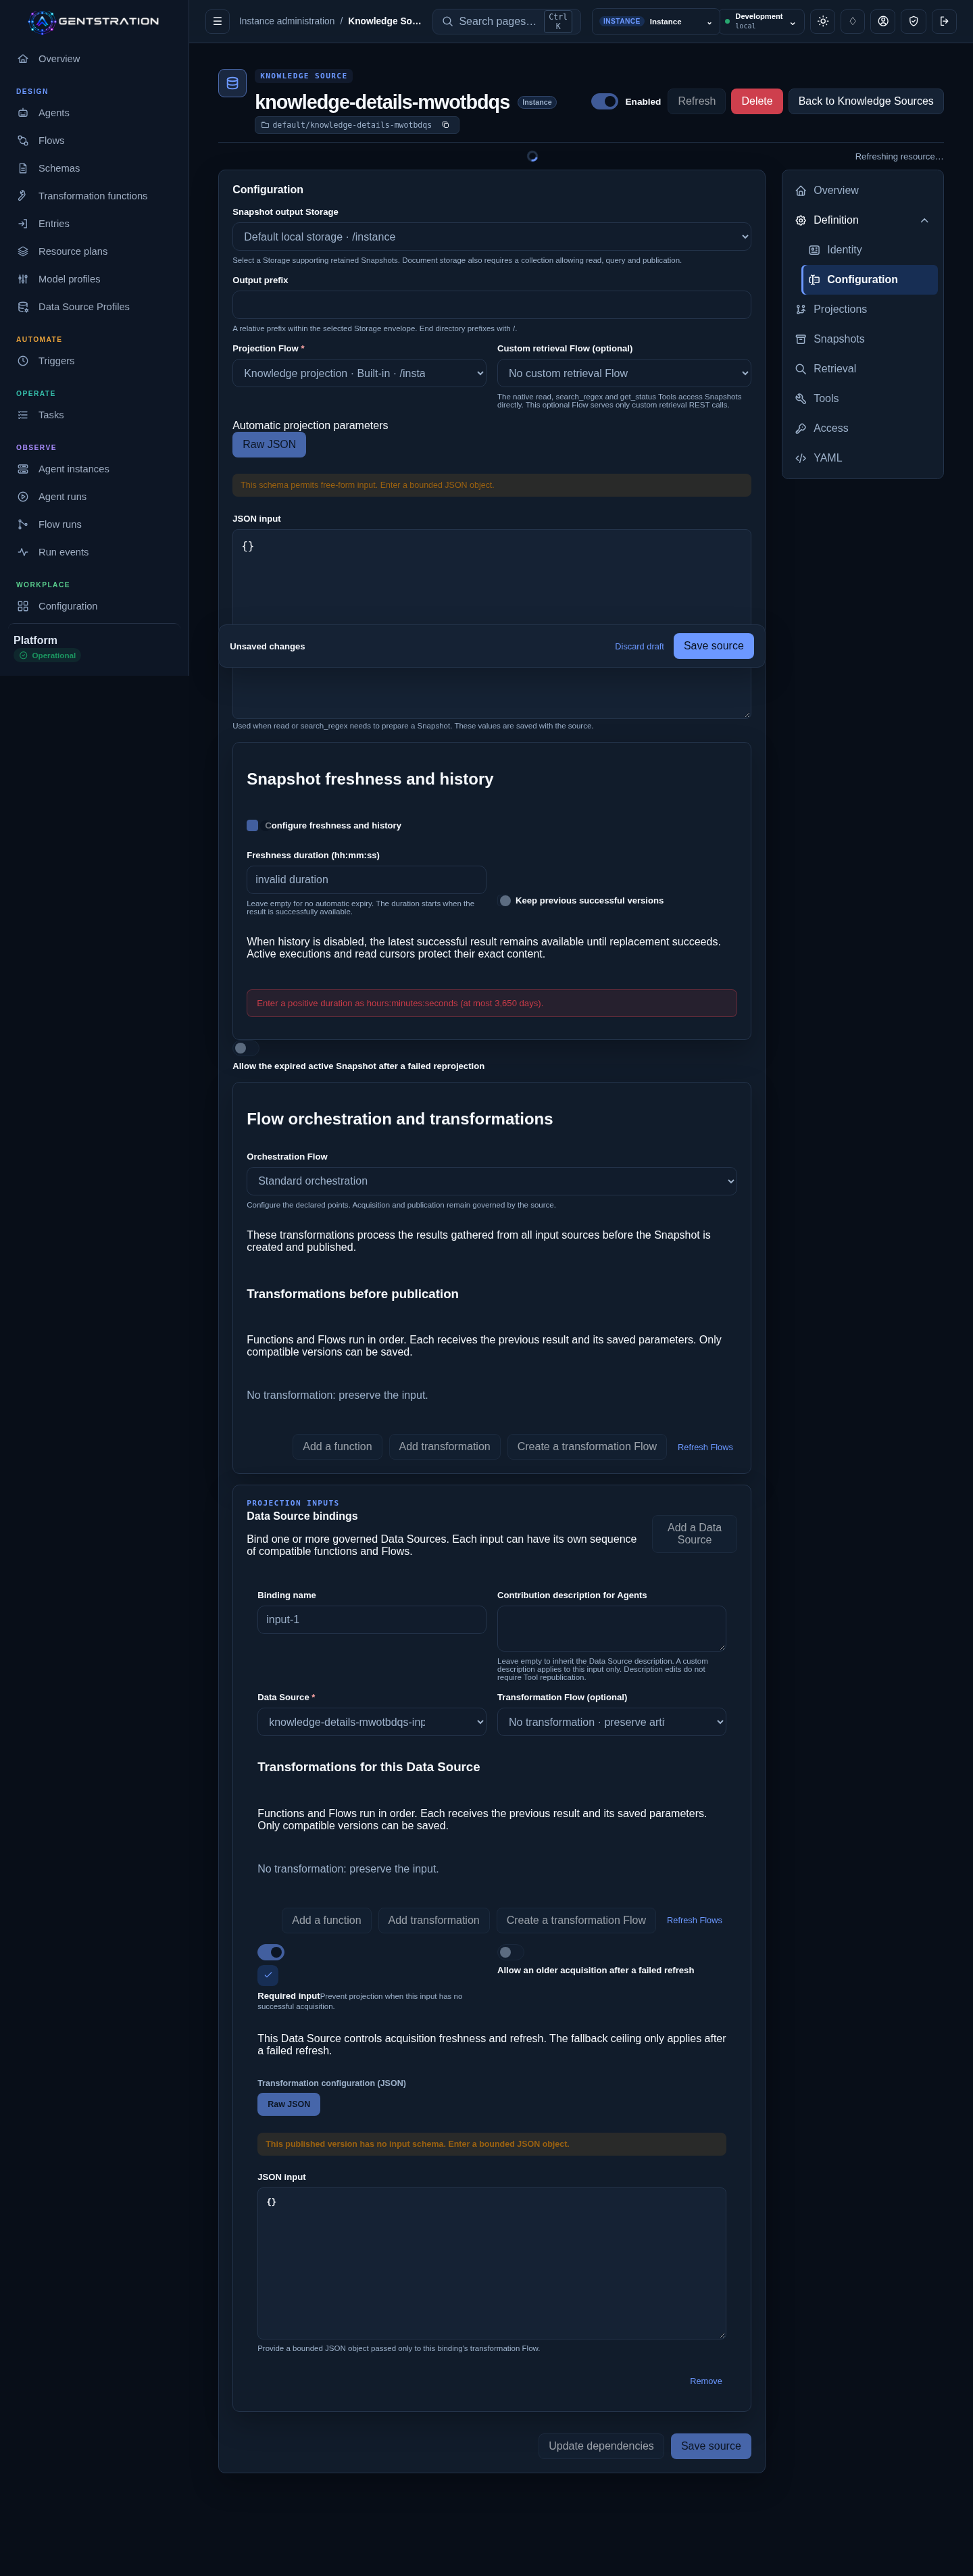 GENTSTRATION
Overview
DESIGN
Agents
Flows
Schemas
Transformation functions
Entries
Resource plans
Model profiles
Data Source Profiles
AUTOMATE
Triggers
OPERATE
Tasks
OBSERVE
Agent instances
Agent runs
Flow runs
Run events
WORKPLACE
Configuration
Platform
Operational
Instance administration / Knowledge So…
Search pages…
Ctrl
K
INSTANCE Instance
Development
local
KNOWLEDGE SOURCE
knowledge-details-mwotbdqs Instance
default/knowledge-details-mwotbdqs
Enabled
Refresh
Delete
Back to Knowledge Sources
Refreshing resource…
Overview
Definition
Identity
Configuration
Projections
Snapshots
Retrieval
Tools
Access
YAML
Configuration
Snapshot output Storage
Default local storage · /instance
Select a Storage supporting retained Snapshots. Document storage also requires a collection allowing read, query and publication.
Output prefix
A relative prefix within the selected Storage envelope. End directory prefixes with /.
Projection Flow *
Knowledge projection · Built-in · /insta
Custom retrieval Flow (optional)
No custom retrieval Flow
The native read, search_regex and get_status Tools access Snapshots
directly. This optional Flow serves only custom retrieval REST calls.
Automatic projection parameters
Raw JSON
This schema permits free-form input. Enter a bounded JSON object.
JSON input
{}
Unsaved changes
Discard draft
Save source
Used when read or search_regex needs to prepare a Snapshot. These values are saved with the source.
Snapshot freshness and history
Configure freshness and history
Freshness duration (hh:mm:ss)
invalid duration
Leave empty for no automatic expiry. The duration starts when the
result is successfully available.
Keep previous successful versions
When history is disabled, the latest successful result remains available until replacement succeeds.
Active executions and read cursors protect their exact content.
Enter a positive duration as hours:minutes:seconds (at most 3,650 days).
Allow the expired active Snapshot after a failed reprojection
Flow orchestration and transformations
Orchestration Flow
Standard orchestration
Configure the declared points. Acquisition and publication remain governed by the source.
These transformations process the results gathered from all input sources before the Snapshot is
created and published.
Transformations before publication
Functions and Flows run in order. Each receives the previous result and its saved parameters. Only
compatible versions can be saved.
No transformation: preserve the input.
Add a function
Add transformation
Create a transformation Flow
Refresh Flows
PROJECTION INPUTS
Data Source bindings
Bind one or more governed Data Sources. Each input can have its own sequence
of compatible functions and Flows.
Add a Data
Source
Binding name
input-1
Contribution description for Agents
Leave empty to inherit the Data Source description. A custom
description applies to this input only. Description edits do not
require Tool republication.
Data Source *
knowledge-details-mwotbdqs-inp
Transformation Flow (optional)
No transformation · preserve arti
Transformations for this Data Source
Functions and Flows run in order. Each receives the previous result and its saved parameters.
Only compatible versions can be saved.
No transformation: preserve the input.
Add a function
Add transformation
Create a transformation Flow
Refresh Flows
Required inputPrevent projection when this input has no
successful acquisition.
Allow an older acquisition after a failed refresh
This Data Source controls acquisition freshness and refresh. The fallback ceiling only applies after
a failed refresh.
Transformation configuration (JSON)
Raw JSON
This published version has no input schema. Enter a bounded JSON object.
JSON input
{}
Provide a bounded JSON object passed only to this binding's transformation Flow.
Remove
Update dependencies
Save source